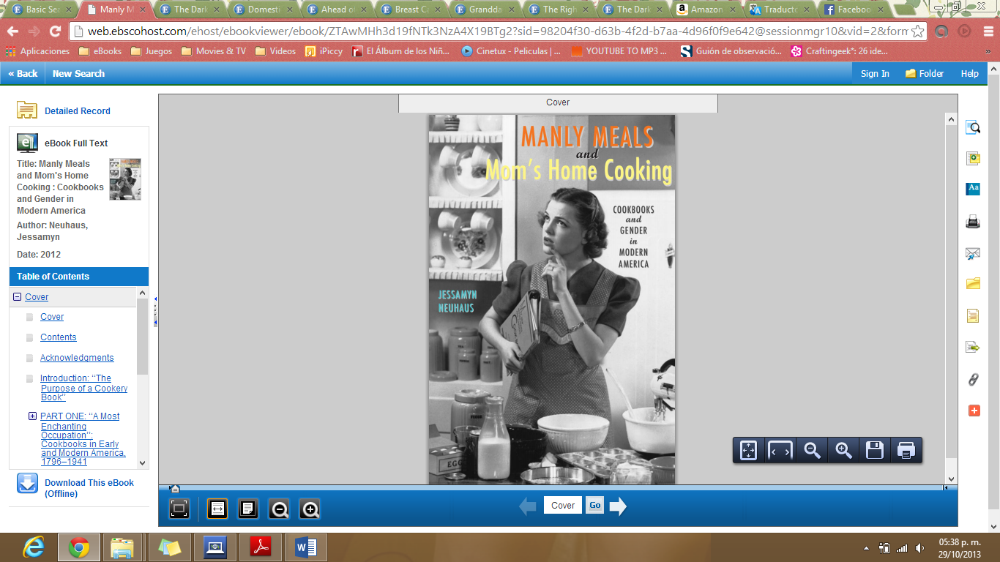 Basic Se
Manly M
The Dark
Domest
Ahead o
Breast C
Grandda
The Righ
The Dark
Amazon
Traducto
Faceboo
web.ebscohost.com/ehost/ebookviewer/ebook/ZTAwMHh3d19fNTk3NzA4X19BTg2?sid=98204f30-d63b-4f2d-b7aa-4d96f0f9e642@sessionmgr10&vid=2&form
Aplicaciones
eBooks
Juegos
Movies & TV
Videos
iPiccy
El Álbum de los Niñ...
Cinetux - Peliculas | ...
YOUTUBE TO MP3 ...
Guión de observació...
Craftingeek*: 26 ide...
»
« Back
New Search
Sign In
Folder
Help
Detailed Record
eBook Full Text
Title: Manly Meals
and Mom's Home
Cooking : Cookbooks
and Gender in
Modern America
Author: Neuhaus,
Jessamyn
Date: 2012
Table of Contents
Cover
Cover
Contents
Acknowledgments
Introduction: "The
Purpose of a Cookery
Book"
PART ONE: "A Most
Enchanting
Occupation":
Cookbooks in Early
and Modern America,
1796–1941
Download This eBook
(Offline)
Cover
MANLY MEALS
and
Mom's Home Cooking
COOKBOOKS
and
GENDER
in
MODERN
AMERICA
JESSAMYN
NEUHAUS
EGG
Aa
Cover
Go
05:38 p. m.
29/10/2013